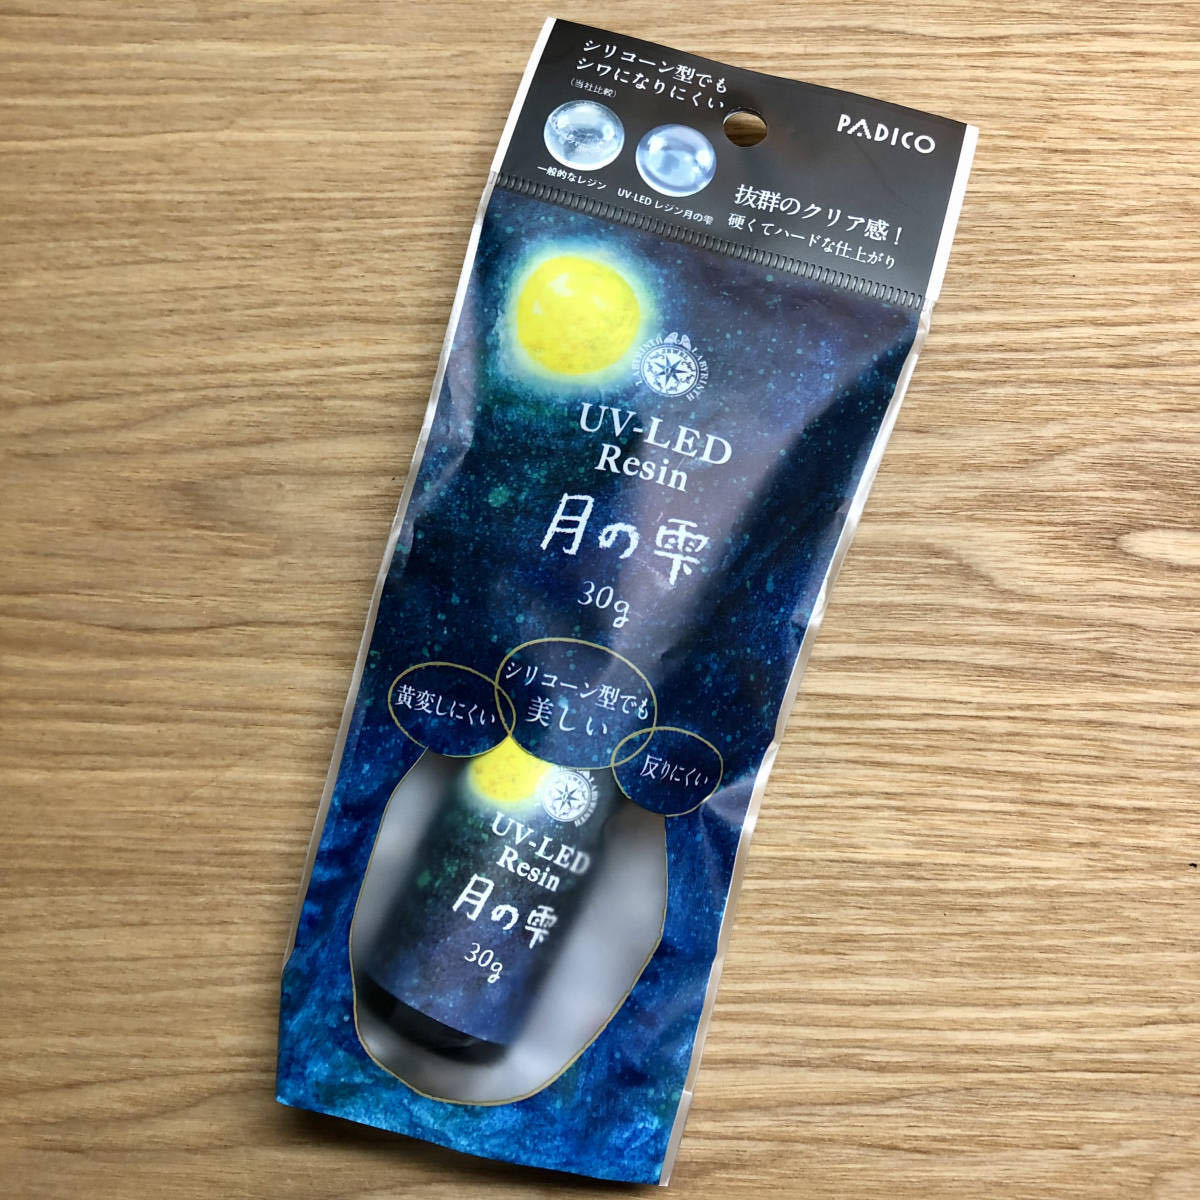 シリコーン型でも
シワになりにくい
(当社比較)
一般的なレジン
UV-LED レジン月の雫
PADICO
抜群のクリア感！
硬くてハードな仕上がり
LABYRINTH
UV-LED
Resin
月の雫
30g
黄変しにくい
シリコーン型でも
美しい
反りにくい
UV-LED
Resin
月の雫
30g